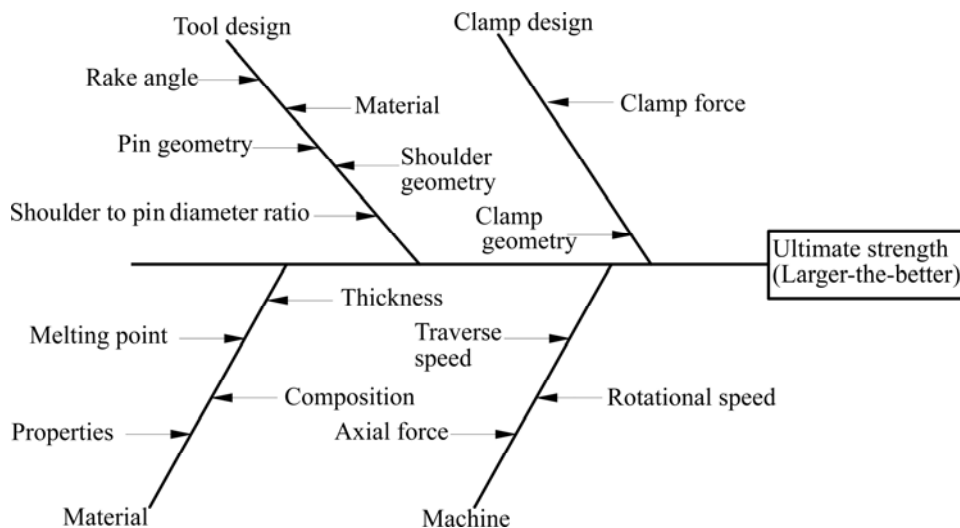 Tool design
Clamp design
Rake angle
Material
Clamp force
Pin geometry
Shoulder
geometry
Shoulder to pin diameter ratio
Clamp
geometry
Ultimate strength
(Larger-the-better)
Thickness
Melting point
Traverse
speed
Composition
Rotational speed
Properties
Axial force
Material
Machine